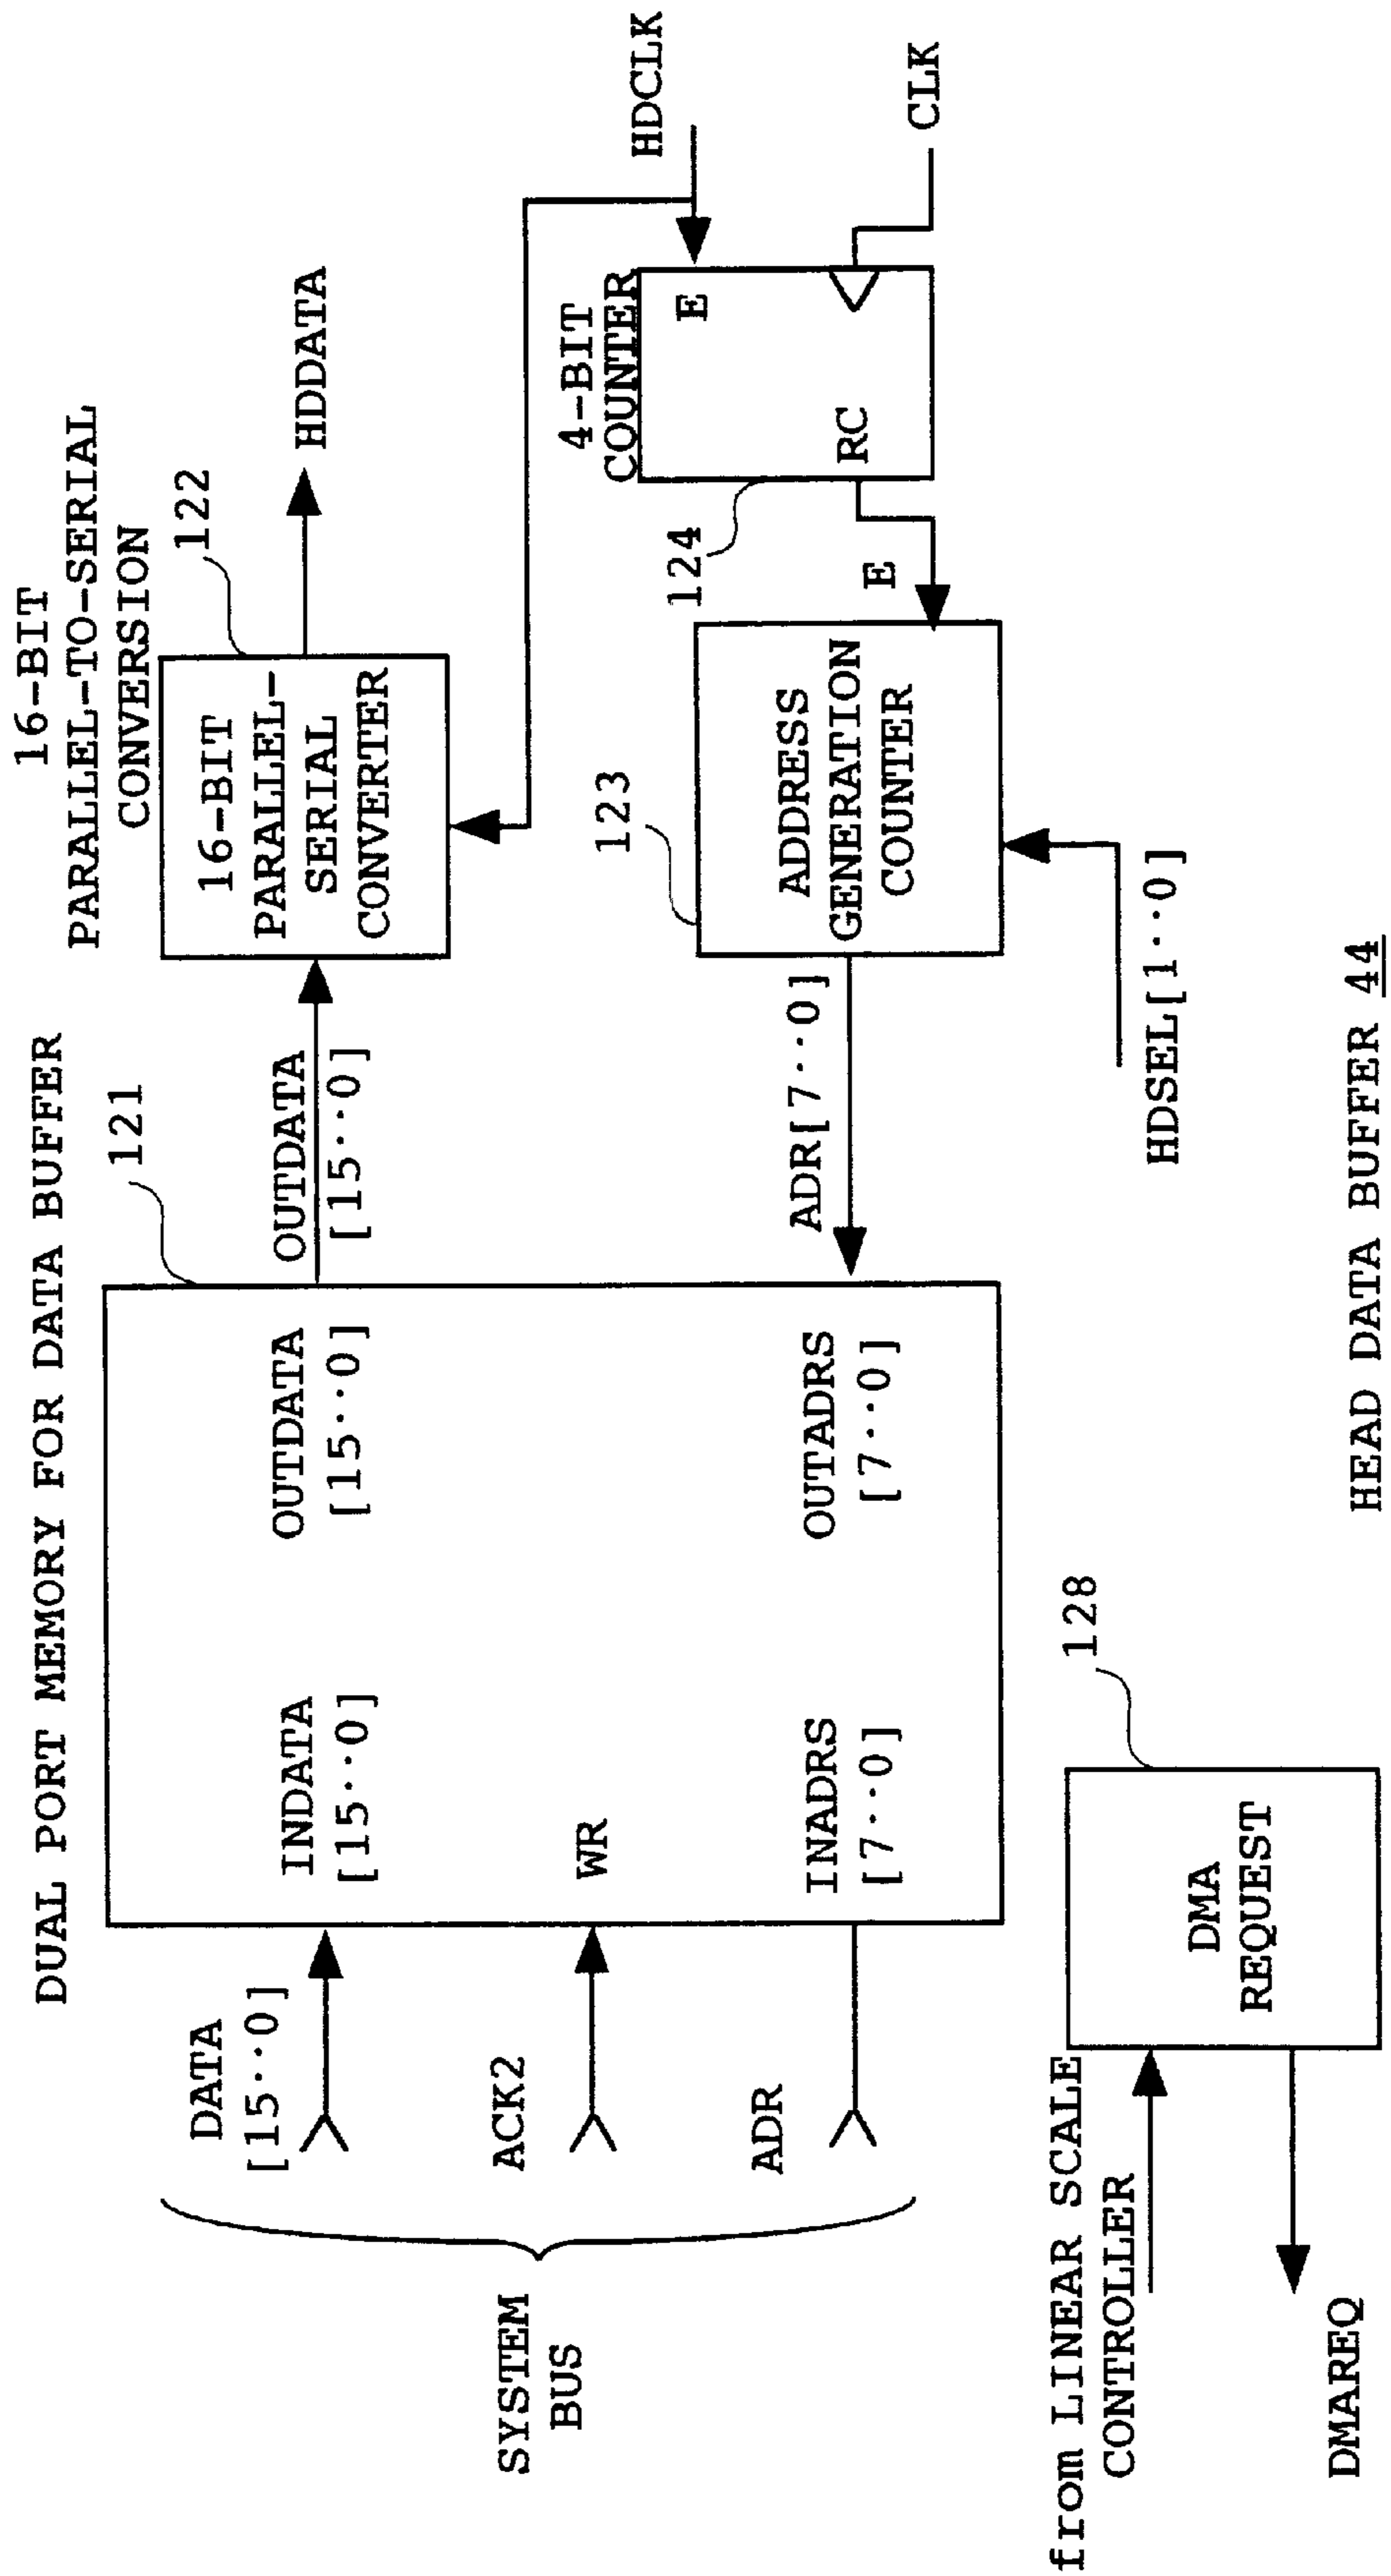 DUAL PORT MEMORY FOR DATA BUFFER
121
16-BIT
PARALLEL-TO-SERIAL
CONVERSION
122
SYSTEM
BUS
DATA
[15··0]
ACK2
ADR
INDATA
[15··0]
WR
INADRS
[7··0]
OUTDATA
[15··0]
OUTADRS
[7··0]
OUTDATA
[15··0]
16-BIT
PARALLEL-
SERIAL
CONVERTER
HDDATA
ADR[7··0]
123
ADDRESS
GENERATION
COUNTER
HDSEL[1··0]
E
124
4-BIT
COUNTER
E
RC
HDCLK
CLK
from LINEAR SCALE
CONTROLLER
DMAREQ
DMA
REQUEST
128
HEAD DATA BUFFER 44